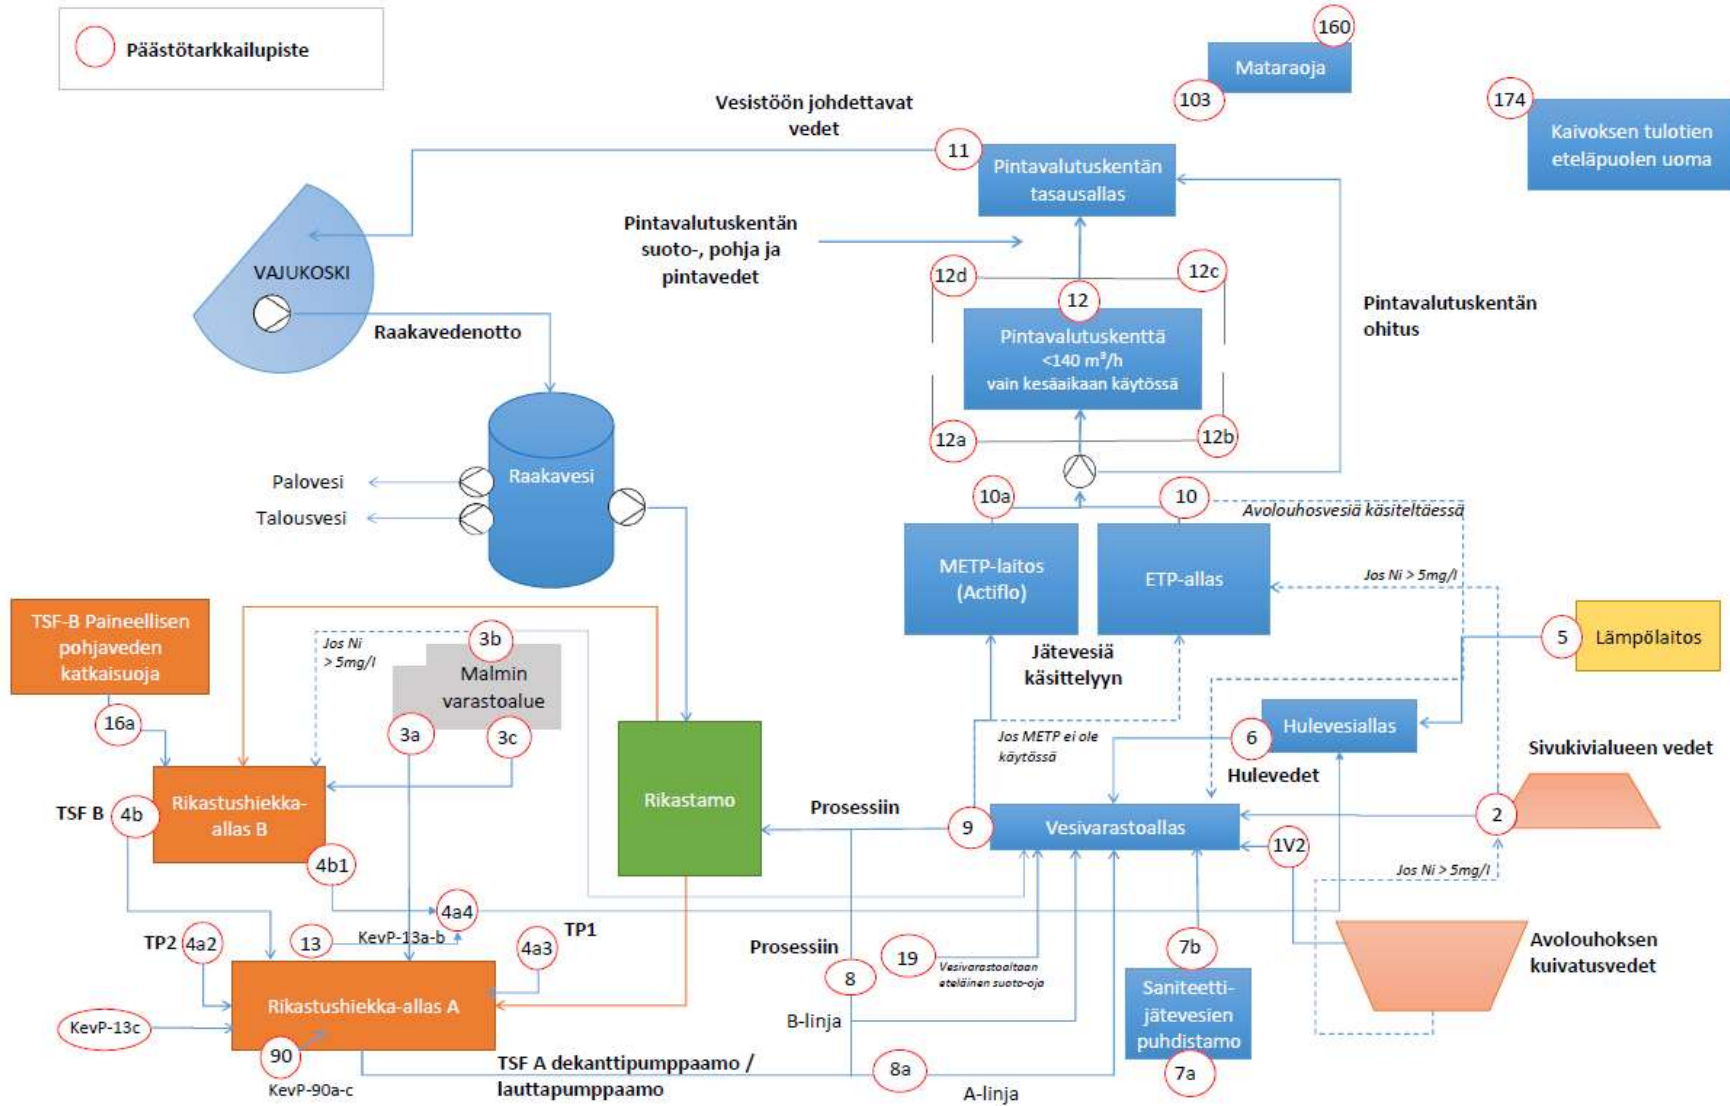 Päästötarkkailupiste
160
Mataraoja
103
174
Kaivoksen tulotien
eteläpuolen uoma
Vesistöön johdettavat
vedet
11
Pintavalutuskentän
tasausallas
Pintavalutuskentän
suoto-, pohja ja
pintavedet
VAJUKOSKI
Raakavedenotto
12d
12c
12
Pintavalutuskenttä
<140 m³/h
vain kesäaikaan käytössä
12a
12b
Pintavalutuskentän
ohitus
Raakavesi
Palovesi
Talousvesi
10a
10
Avolouhosvesiä käsiteltäessä
METP-laitos
(Actiflo)
ETP-allas
Jos Ni > 5mg/l
5
Lämpölaitos
TSF-B Paineellisen
pohjaveden
katkaisuoja
16a
Jos Ni
> 5mg/l
3b
Malmin
varastoalue
3a
3c
Jätevesiä
käsittelyyn
Jos METP ei ole
käytössä
6
Hulevesiallas
Hulevedet
Sivukivialueen vedet
TSF B
4b
Rikastushiekka-
allas B
4b1
Rikastamo
Prosessiin
9
Vesivarastoallas
2
1V2
Jos Ni > 5mg/l
4a4
TP2
4a2
13
KevP-13a-b
4a3
TP1
Prosessiin
19
Vesivarastoaltaan
eteläinen suoto-oja
8
7b
Avolouhoksen
kuivatusvedet
Rikastushiekka-allas A
KevP-13c
90
KevP-90a-c
B-linja
Saniteetti-
jätevesien
puhdistamo
7a
TSF A dekanttipumppaamo /
lauttapumppaamo
8a
A-linja